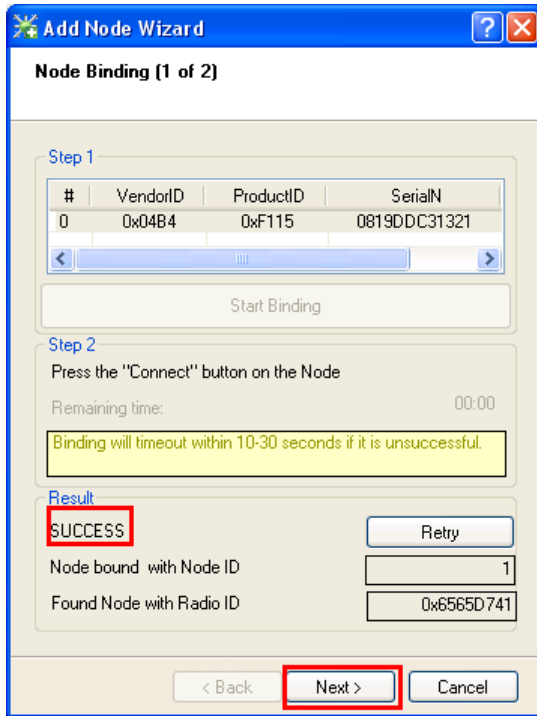 Add Node Wizard
Node Binding (1 of 2)
Step 1
# VendorID ProductID SerialN
0 0x04B4 0xF115 0819DDC31321
Start Binding
Step 2
Press the "Connect" button on the Node
Remaining time: 00:00
Binding will timeout within 10-30 seconds if it is unsuccessful.
Result
SUCCESS Retry
Node bound with Node ID 1
Found Node with Radio ID 0x6565D741
< Back Next > Cancel